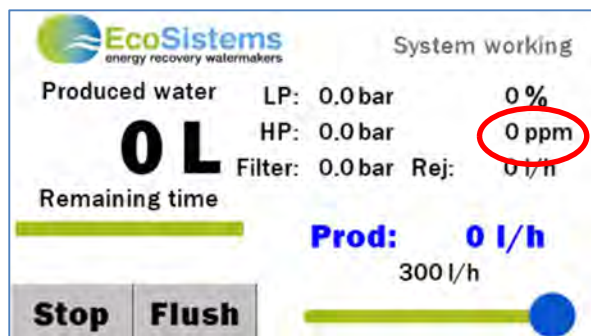 EcoSistems
energy recovery watermakers
System working
Produced water
0 L
Remaining time
LP: 0.0 bar 0 %
HP: 0.0 bar 0 ppm
Filter: 0.0 bar Rej: 0 l/h
Prod: 0 l/h
300 l/h
Stop Flush